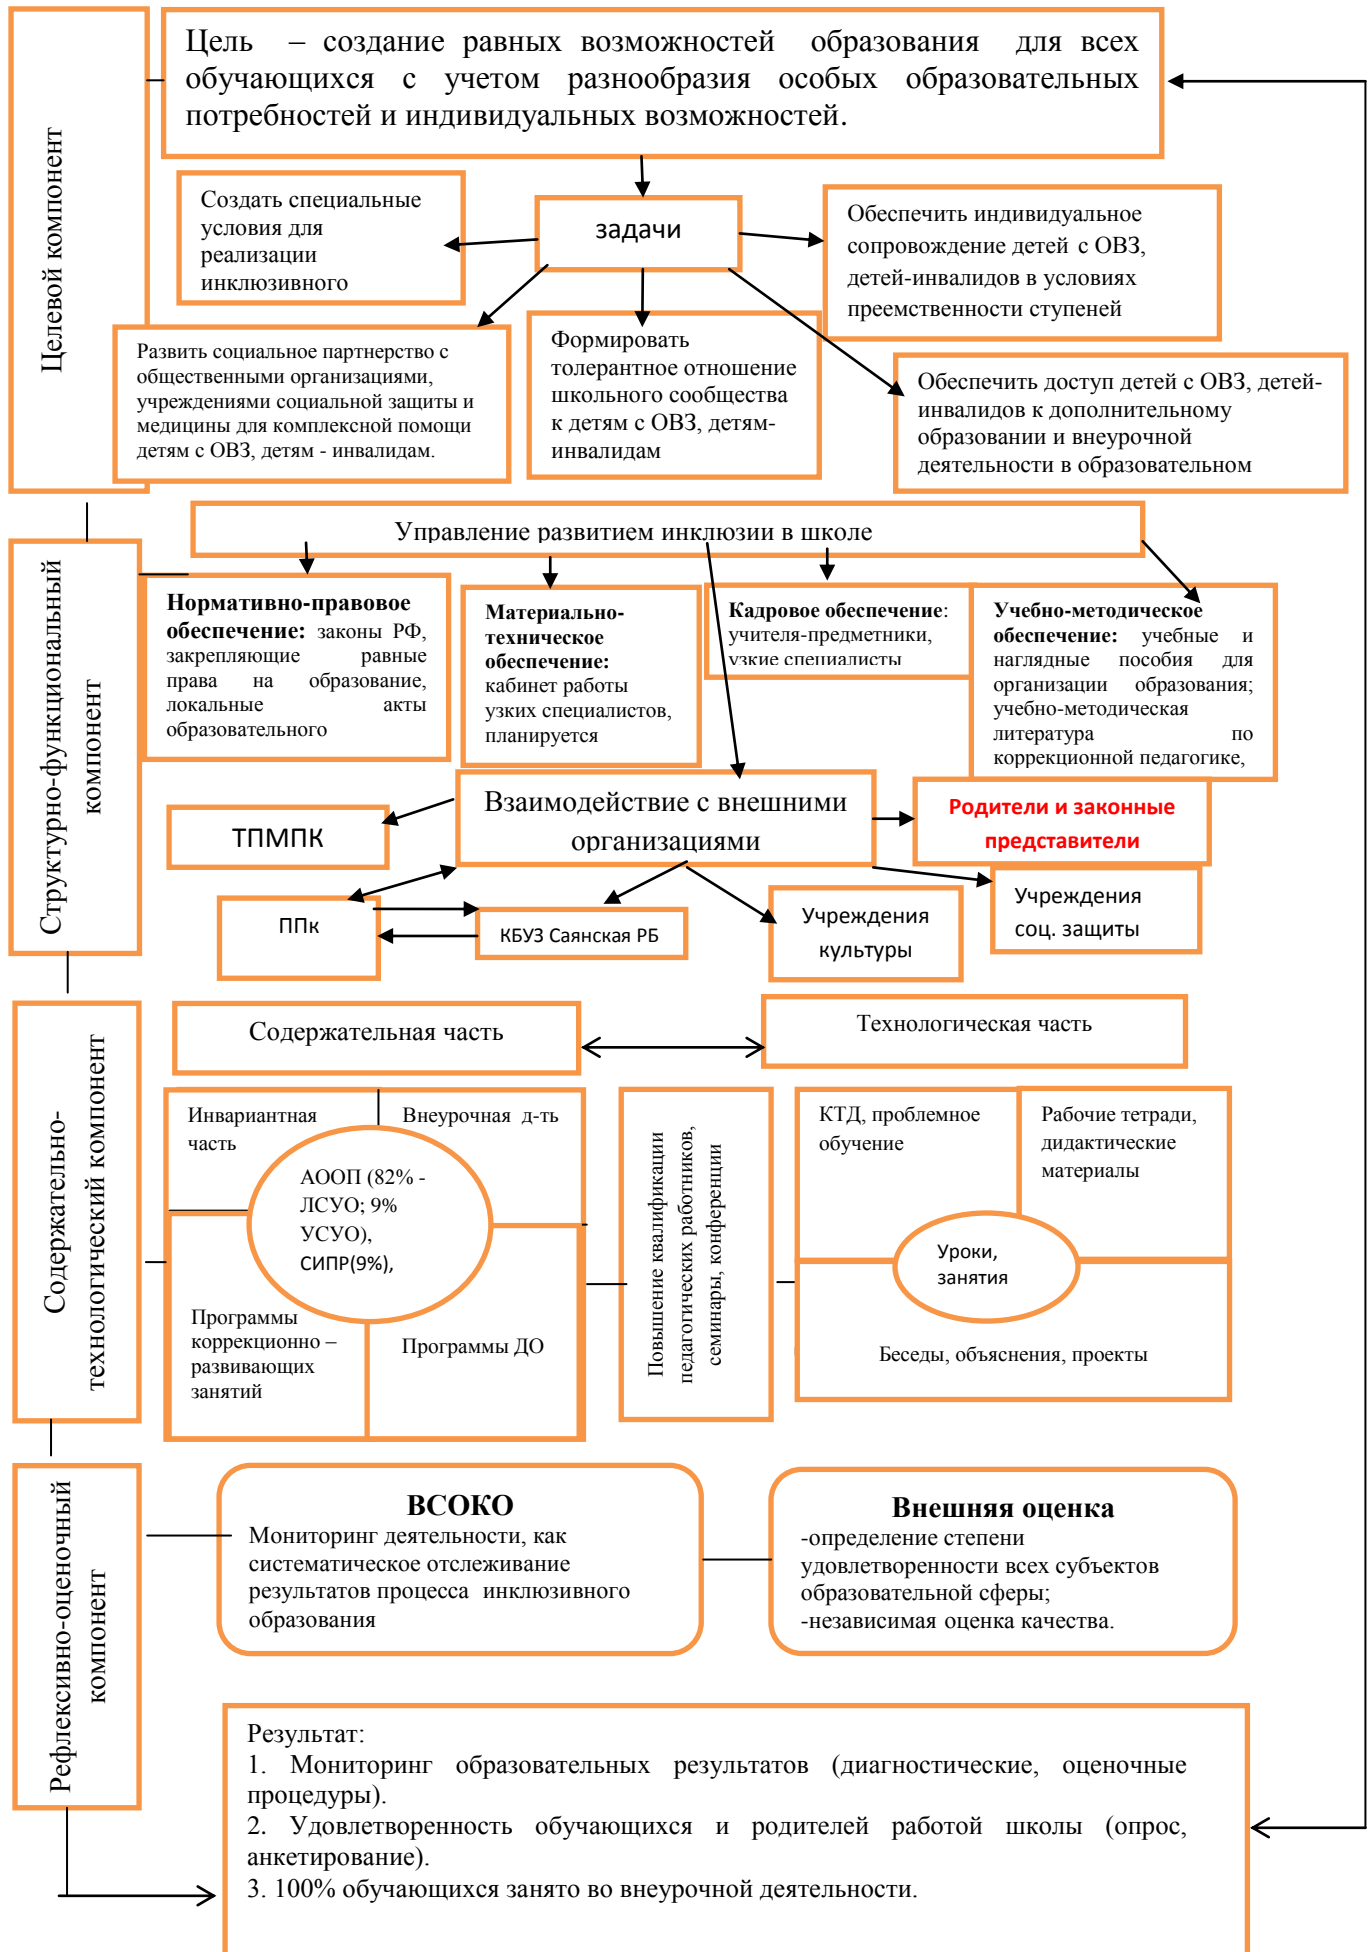 Целевой компонент
Цель – создание равных возможностей образования для всех
обучающихся с учетом разнообразия особых образовательных
потребностей и индивидуальных возможностей.
Создать специальные
условия для
реализации
инклюзивного
задачи
Обеспечить индивидуальное
сопровождение детей с ОВЗ,
детей-инвалидов в условиях
преемственности ступеней
Развить социальное партнерство с
общественными организациями,
учреждениями социальной защиты и
медицины для комплексной помощи
детям с ОВЗ, детям - инвалидам.
Формировать
толерантное отношение
школьного сообщества
к детям с ОВЗ, детям-
инвалидам
Обеспечить доступ детей с ОВЗ, детей-
инвалидов к дополнительному
образовании и внеурочной
деятельности в образовательном
Структурно-функциональный
компонент
Управление развитием инклюзии в школе
Нормативно-правовое
обеспечение: законы РФ,
закрепляющие равные
права на образование,
локальные акты
образовательного
Материально-
техническое
обеспечение:
кабинет работы
узких специалистов,
планируется
Кадровое обеспечение:
учителя-предметники,
узкие специалисты
Учебно-методическое
обеспечение: учебные и
наглядные пособия для
организации образования;
учебно-методическая
литература по
коррекционной педагогике,
ТПМПК
Взаимодействие с внешними
организациями
Родители и законные
представители
ППк
КБУЗ Саянская РБ
Учреждения
культуры
Учреждения
соц. защиты
Содержательно-
технологический компонент
Содержательная часть
Технологическая часть
Инвариантная
часть
Внеурочная д-ть
АООП (82% -
ЛСУО; 9%
УСУО),
СИПР(9%),
Программы
коррекционно –
развивающих
занятий
Программы ДО
Повышение квалификации
педагогических работников,
семинары, конференции
КТД, проблемное
обучение
Рабочие тетради,
дидактические
материалы
Уроки,
занятия
Беседы, объяснения, проекты
Рефлексивно-оценочный
компонент
ВСОКО
Мониторинг деятельности, как
систематическое отслеживание
результатов процесса инклюзивного
образования
Внешняя оценка
-определение степени
удовлетворенности всех субъектов
образовательной сферы;
-независимая оценка качества.
Результат:
1. Мониторинг образовательных результатов (диагностические, оценочные
процедуры).
2. Удовлетворенность обучающихся и родителей работой школы (опрос,
анкетирование).
3. 100% обучающихся занято во внеурочной деятельности.